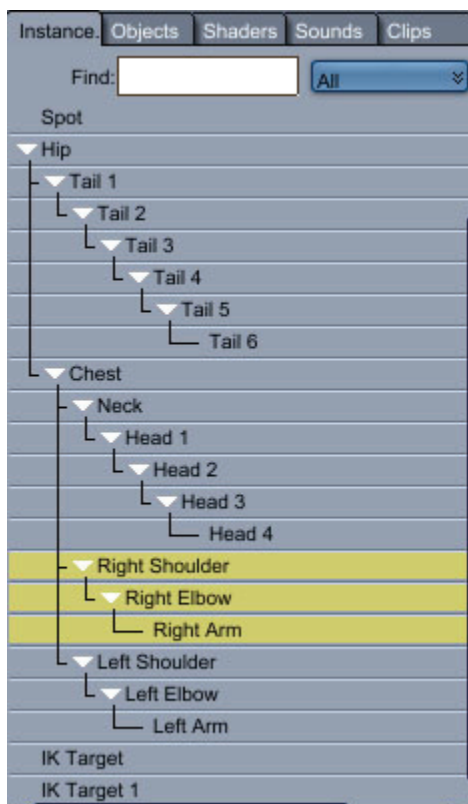 Instance. Objects Shaders Sounds Clips
Find: All
Spot
Hip
Tail 1
Tail 2
Tail 3
Tail 4
Tail 5
Tail 6
Chest
Neck
Head 1
Head 2
Head 3
Head 4
Right Shoulder
Right Elbow
Right Arm
Left Shoulder
Left Elbow
Left Arm
IK Target
IK Target 1